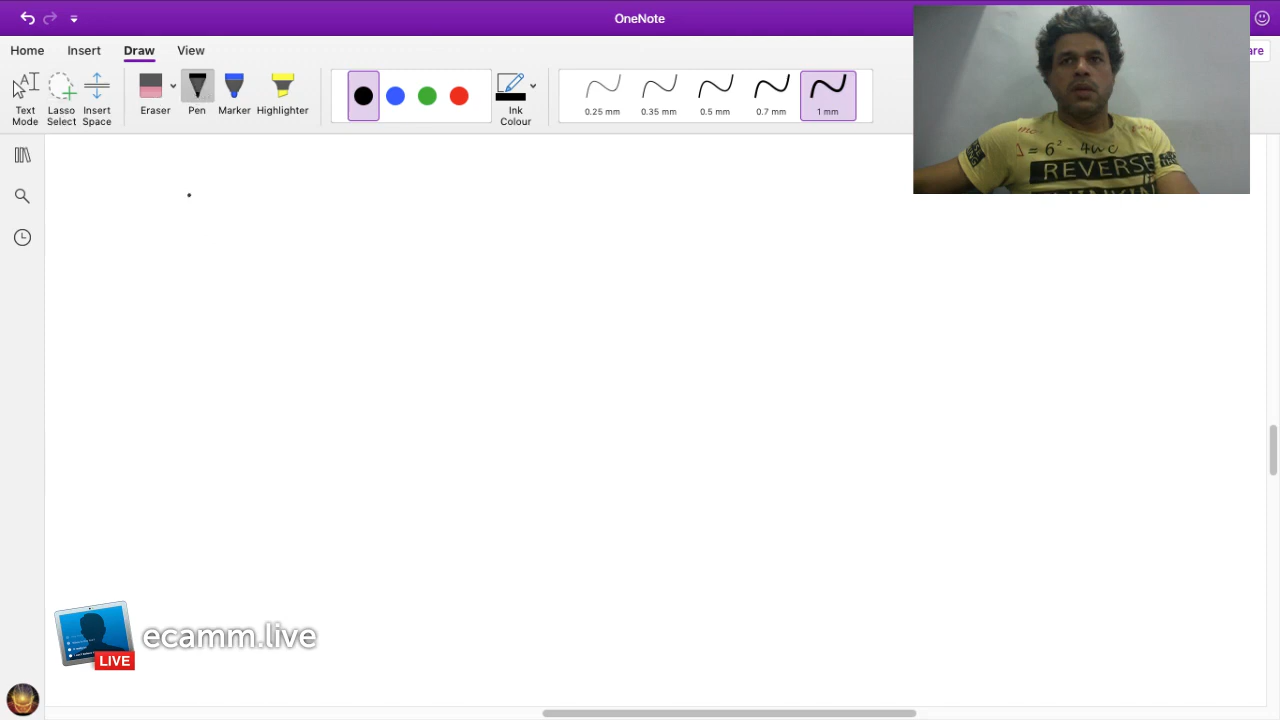 OneNote
Home Insert Draw View are
Text Mode
Lasso Select
Insert Space
Eraser
Pen
Marker
Highlighter
Ink Colour
0.25 mm
0.35 mm
0.5 mm
0.7 mm
1 mm
REVERSE
THINKIN
LIVE
ecamm.live